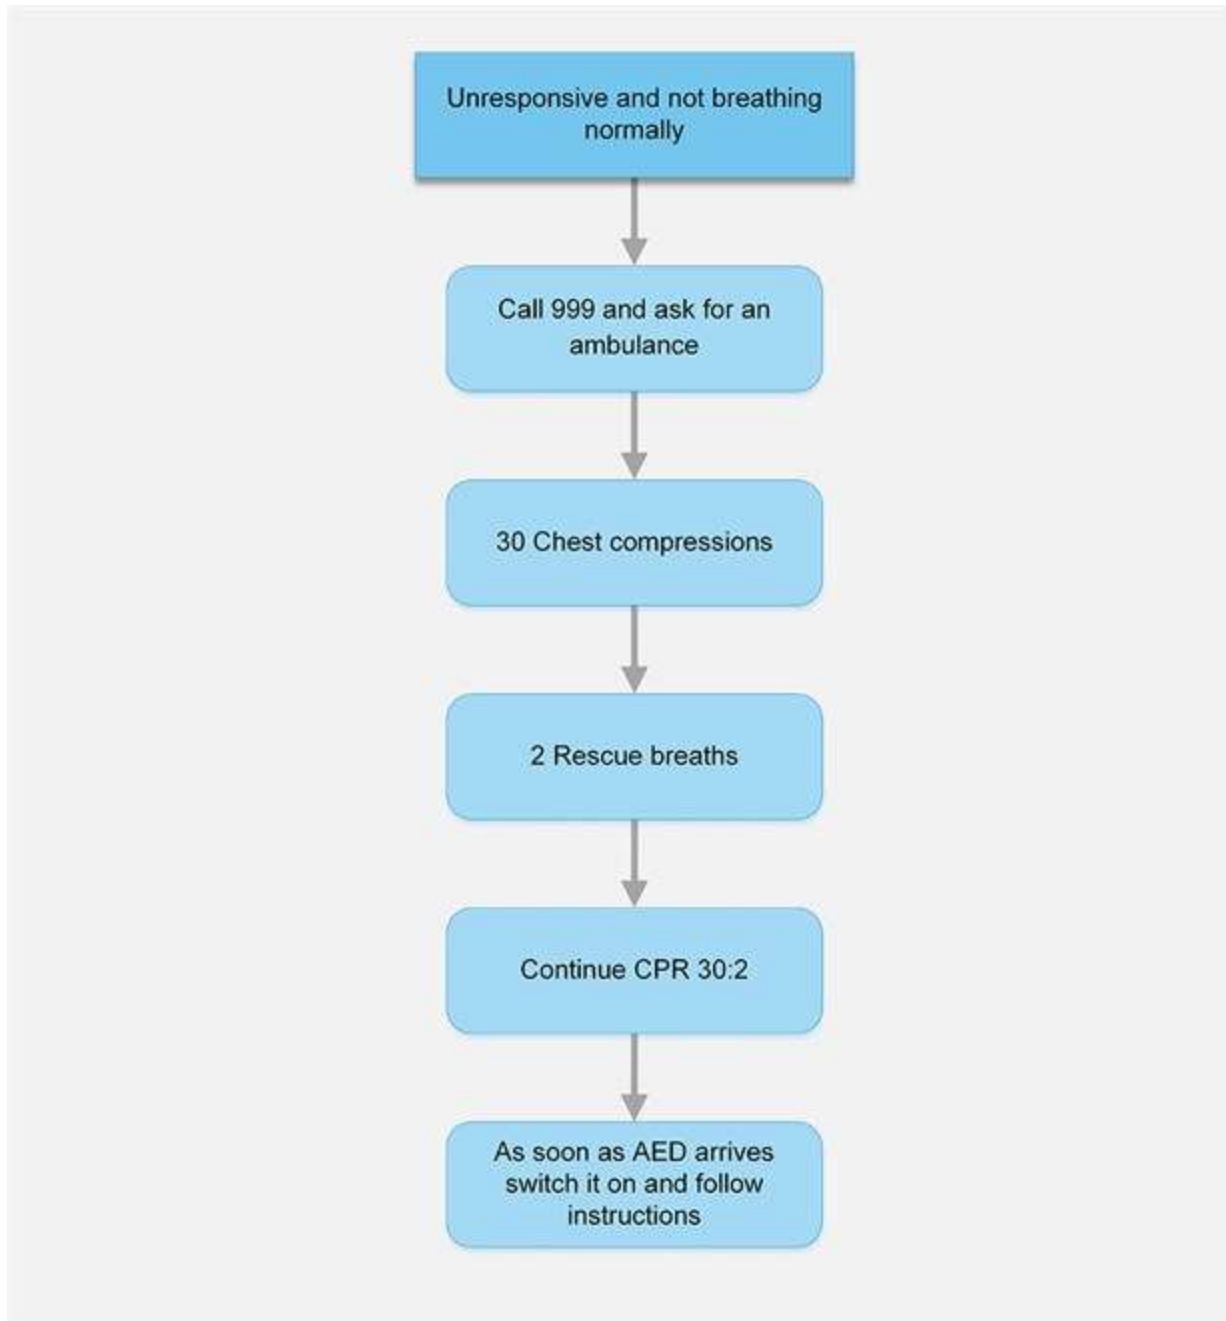 Unresponsive and not breathing
normally
Call 999 and ask for an
ambulance
30 Chest compressions
2 Rescue breaths
Continue CPR 30:2
As soon as AED arrives
switch it on and follow
instructions